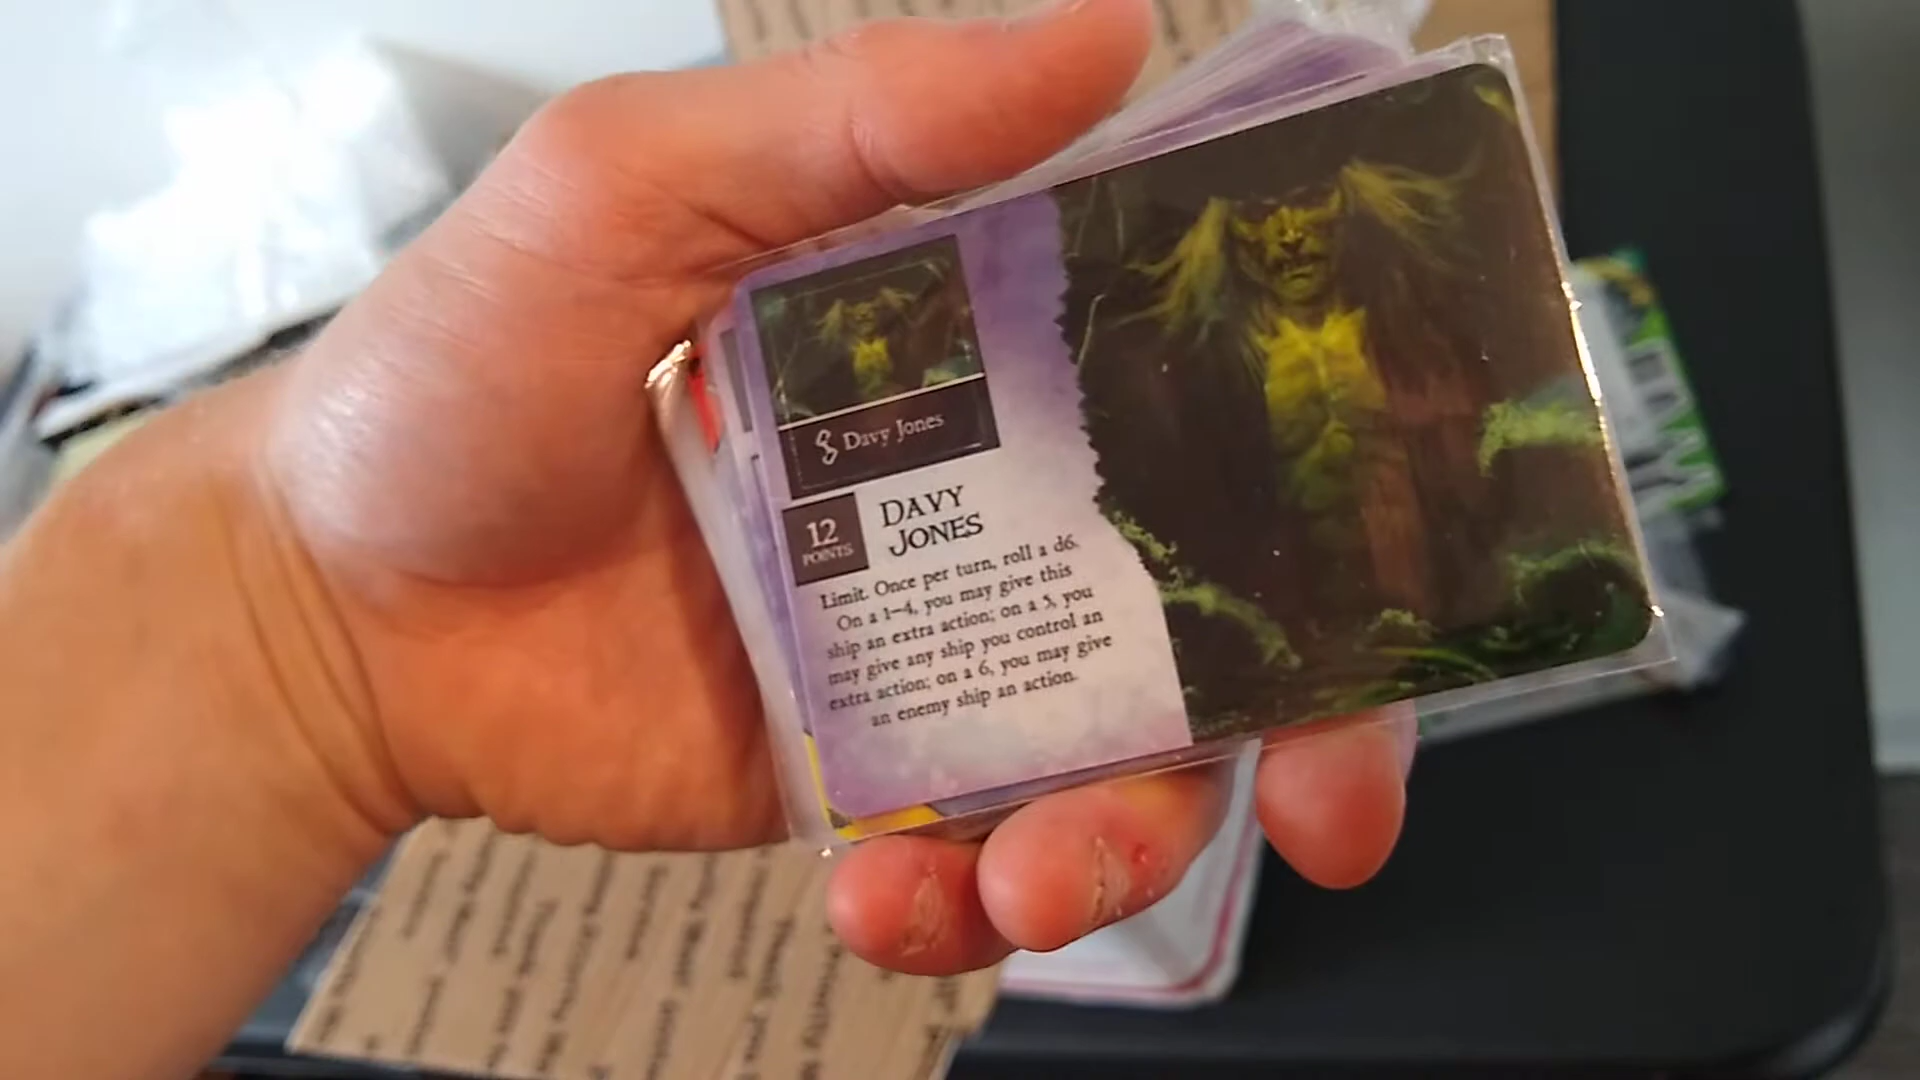 Davy Jones
12
POINTS
DAVY
JONES
Limit. Once per turn, roll a d6.
On a 1–4, you may give this
ship an extra action; on a 5, you
may give any ship you control an
extra action; on a 6, you may give
an enemy ship an action.